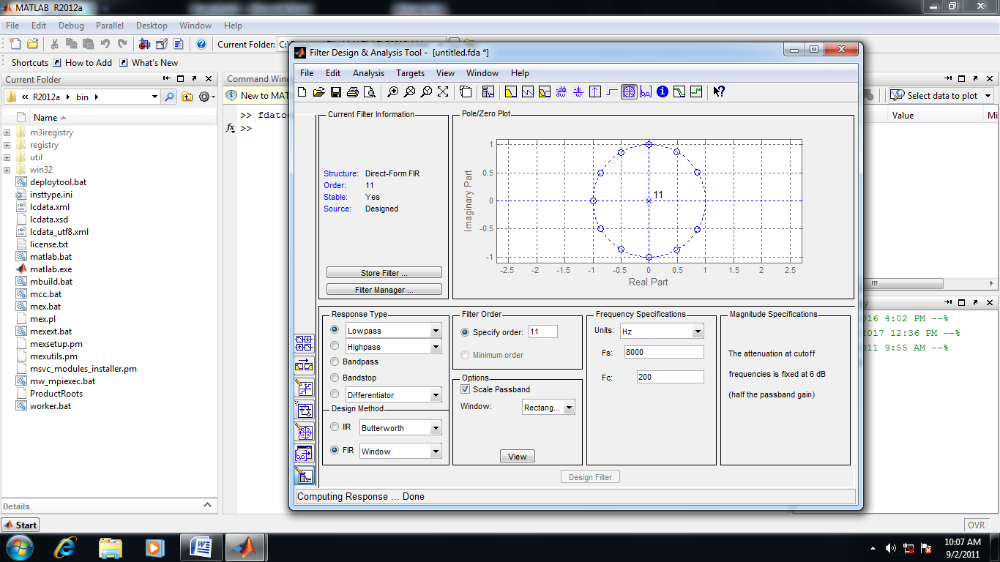 MATLAB R2012a
File Edit Debug Parallel Desktop Window Help
Current Folder: C:\
Shortcuts How to Add What's New
Current Folder
« R2012a bin
Name
m3iregistry
registry
util
win32
deploytool.bat
insttype.ini
lcdata.xml
lcdata.xsd
lcdata_utf8.xml
license.txt
matlab.bat
matlab.exe
mbuild.bat
mcc.bat
mex.bat
mex.pl
mexext.bat
mexsetup.pm
mexutils.pm
msvc_modules_installer.pm
mw_mpiexec.bat
ProductRoots
worker.bat
Details
Start
Command Win
New to MAT
>> fdatoo
fx >>
Filter Design & Analysis Tool - [untitled.fda *]
File Edit Analysis Targets View Window Help
Current Filter Information
Structure: Direct-Form FIR
Order: 11
Stable: Yes
Source: Designed
Store Filter ...
Filter Manager ...
Pole/Zero Plot
Imaginary Part
1
0.5
0
-0.5
-1
11
-2.5 -2 -1.5 -1 -0.5 0 0.5 1 1.5 2 2.5
Real Part
Response Type
Lowpass
Highpass
Bandpass
Bandstop
Differentiator
Design Method
IIR Butterworth
FIR Window
Filter Order
Specify order: 11
Minimum order
Options
Scale Passband
Window: Rectang...
View
Frequency Specifications
Units: Hz
Fs: 8000
Fc: 200
Magnitude Specifications
The attenuation at cutoff
frequencies is fixed at 6 dB
(half the passband gain)
Design Filter
Computing Response ... Done
Select data to plot
Value Mi
y
016 4:02 PM --%
2017 12:36 PM --%
011 9:55 AM --%
OVR
10:07 AM
9/2/2011